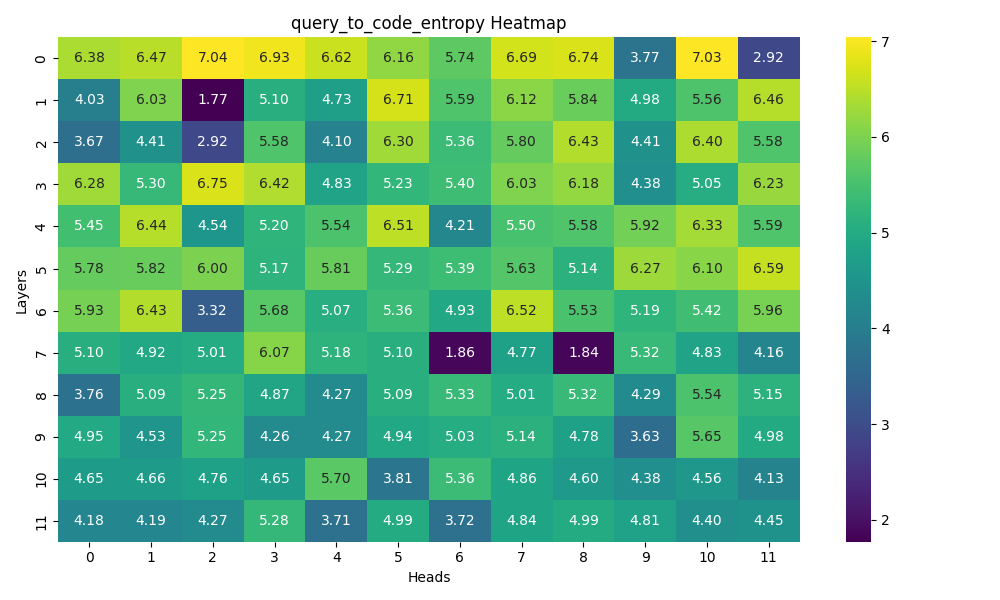 query_to_code_entropy Heatmap
0 6.38 6.47 7.04 6.93 6.62 6.16 5.74 6.69 6.74 3.77 7.03 2.92
1 4.03 6.03 1.77 5.10 4.73 6.71 5.59 6.12 5.84 4.98 5.56 6.46
2 3.67 4.41 2.92 5.58 4.10 6.30 5.36 5.80 6.43 4.41 6.40 5.58
3 6.28 5.30 6.75 6.42 4.83 5.23 5.40 6.03 6.18 4.38 5.05 6.23
4 5.45 6.44 4.54 5.20 5.54 6.51 4.21 5.50 5.58 5.92 6.33 5.59
5 5.78 5.82 6.00 5.17 5.81 5.29 5.39 5.63 5.14 6.27 6.10 6.59
6 5.93 6.43 3.32 5.68 5.07 5.36 4.93 6.52 5.53 5.19 5.42 5.96
7 5.10 4.92 5.01 6.07 5.18 5.10 1.86 4.77 1.84 5.32 4.83 4.16
8 3.76 5.09 5.25 4.87 4.27 5.09 5.33 5.01 5.32 4.29 5.54 5.15
9 4.95 4.53 5.25 4.26 4.27 4.94 5.03 5.14 4.78 3.63 5.65 4.98
10 4.65 4.66 4.76 4.65 5.70 3.81 5.36 4.86 4.60 4.38 4.56 4.13
11 4.18 4.19 4.27 5.28 3.71 4.99 3.72 4.84 4.99 4.81 4.40 4.45
0 1 2 3 4 5 6 7 8 9 10 11
Heads
Layers
7
6
5
4
3
2